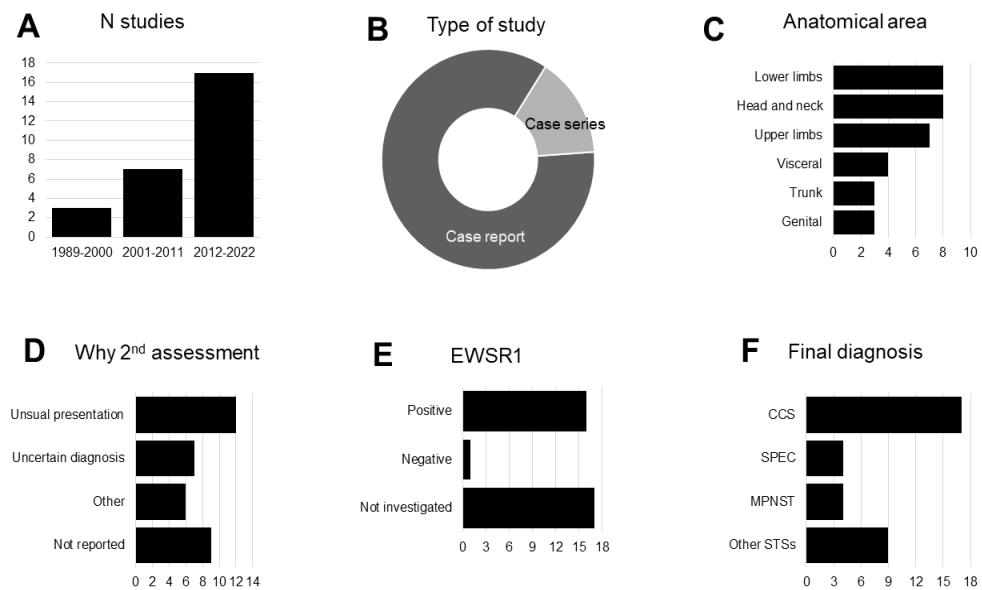 A N studies
18
16
14
12
10
8
6
4
2
0
1989-2000 2001-2011 2012-2022
B Type of study
Case series
Case report
C Anatomical area
Lower limbs
Head and neck
Upper limbs
Visceral
Trunk
Genital
0 2 4 6 8 10
D Why 2nd assessment
Unsual presentation
Uncertain diagnosis
Other
Not reported
0 2 4 6 8 10 12 14
E EWSR1
Positive
Negative
Not investigated
0 3 6 9 12 15 18
F Final diagnosis
CCS
SPEC
MPNST
Other STSs
0 3 6 9 12 15 18